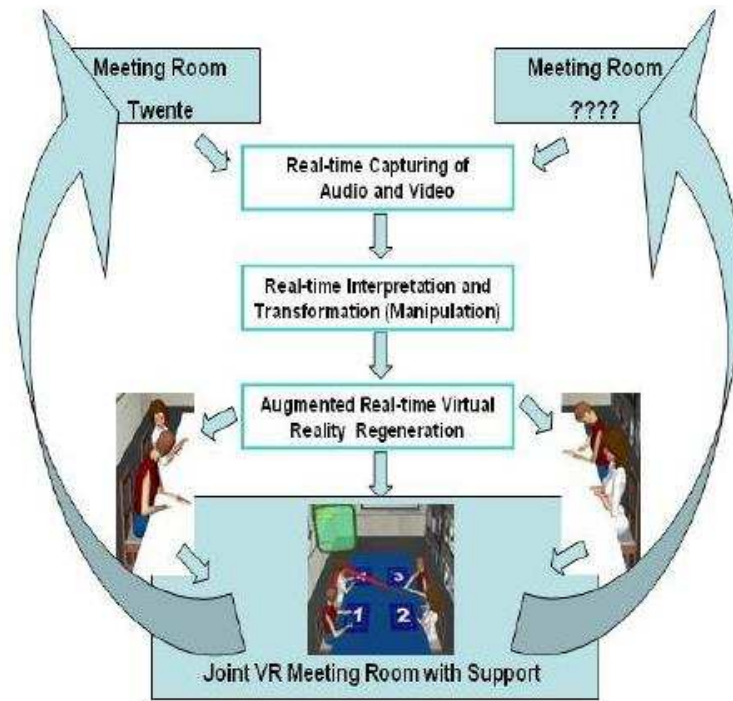 Meeting Room
Twente
Meeting Room
????
Real-time Capturing of
Audio and Video
Real-time Interpretation and
Transformation (Manipulation)
Augmented Real-time Virtual
Reality Regeneration
3
1
2
Joint VR Meeting Room with Support